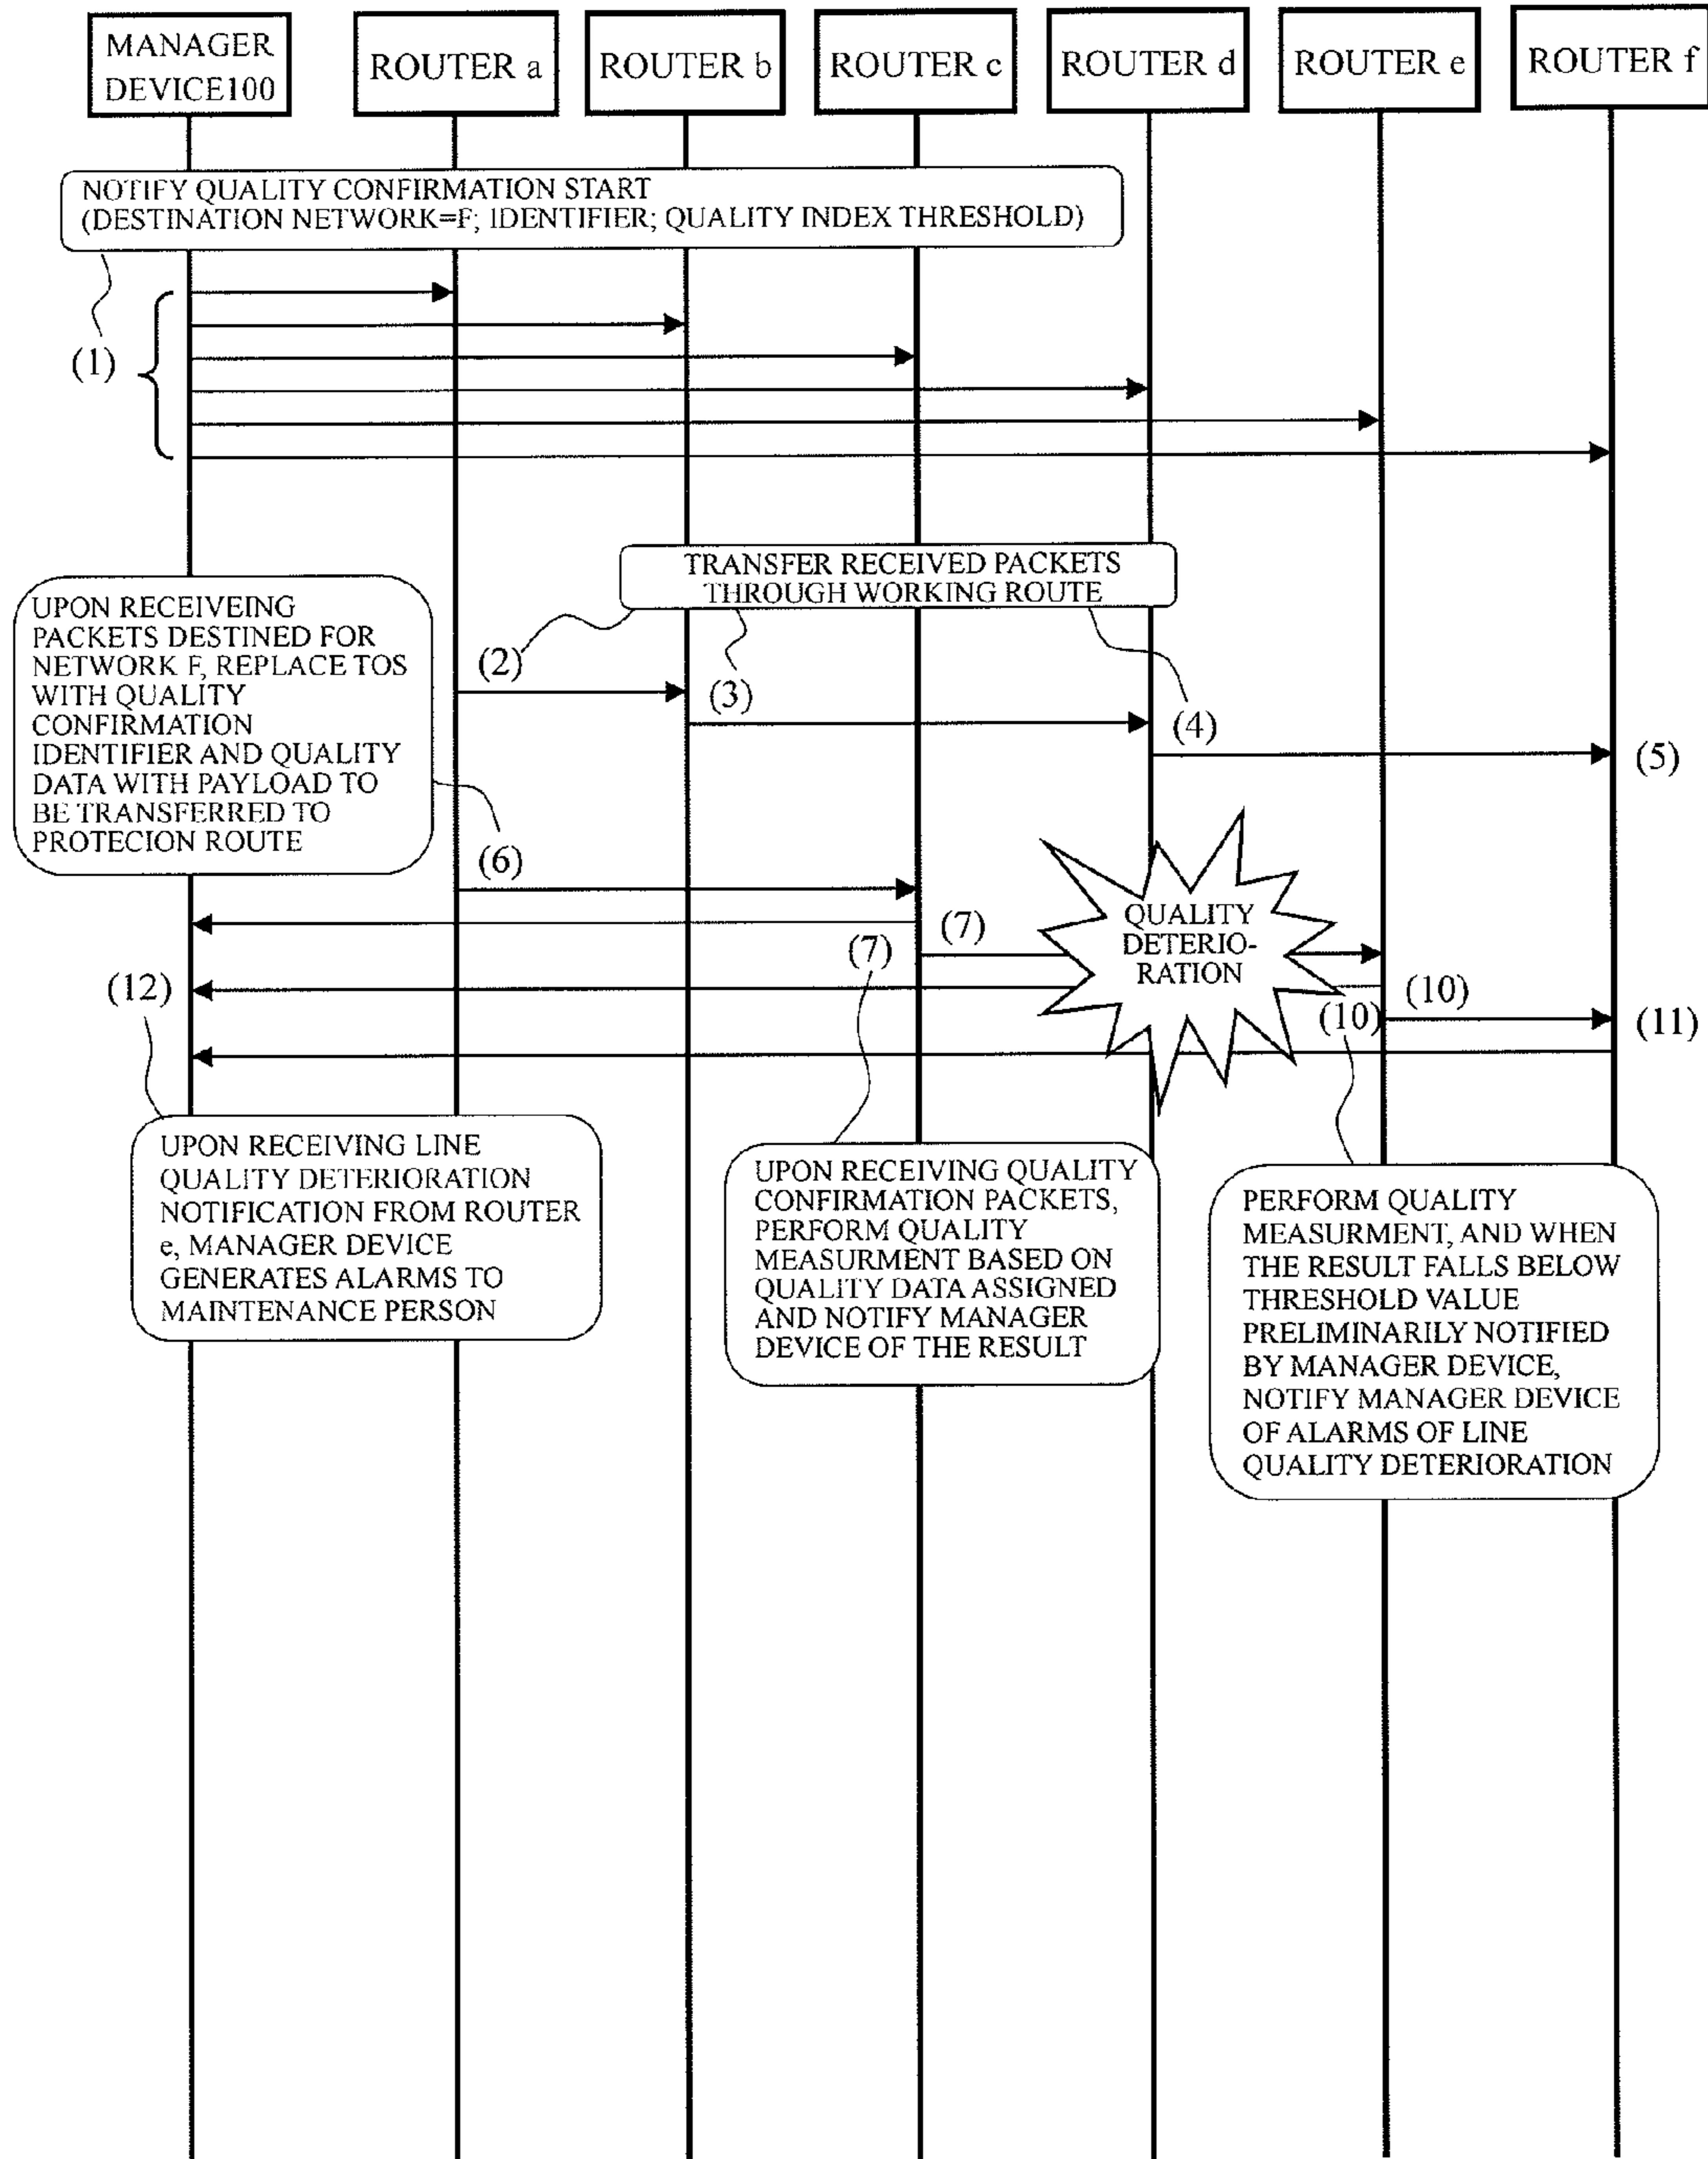 MANAGER
DEVICE100
ROUTER a
ROUTER b
ROUTER c
ROUTER d
ROUTER e
ROUTER f
NOTIFY QUALITY CONFIRMATION START
(DESTINATION NETWORK=F; IDENTIFIER; QUALITY INDEX THRESHOLD)
(1)
TRANSFER RECEIVED PACKETS
THROUGH WORKING ROUTE
UPON RECEIVEING
PACKETS DESTINED FOR
NETWORK F, REPLACE TOS
WITH QUALITY
CONFIRMATION
IDENTIFIER AND QUALITY
DATA WITH PAYLOAD TO
BE TRANSFERRED TO
PROTECION ROUTE
(2)
(3)
(4)
(5)
(6)
QUALITY
DETERIO-
RATION
(7)
(7)
(12)
(10)
(10)
(11)
UPON RECEIVING LINE
QUALITY DETERIORATION
NOTIFICATION FROM ROUTER
e, MANAGER DEVICE
GENERATES ALARMS TO
MAINTENANCE PERSON
UPON RECEIVING QUALITY
CONFIRMATION PACKETS,
PERFORM QUALITY
MEASURMENT BASED ON
QUALITY DATA ASSIGNED
AND NOTIFY MANAGER
DEVICE OF THE RESULT
PERFORM QUALITY
MEASURMENT, AND WHEN
THE RESULT FALLS BELOW
THRESHOLD VALUE
PRELIMINARILY NOTIFIED
BY MANAGER DEVICE,
NOTIFY MANAGER DEVICE
OF ALARMS OF LINE
QUALITY DETERIORATION